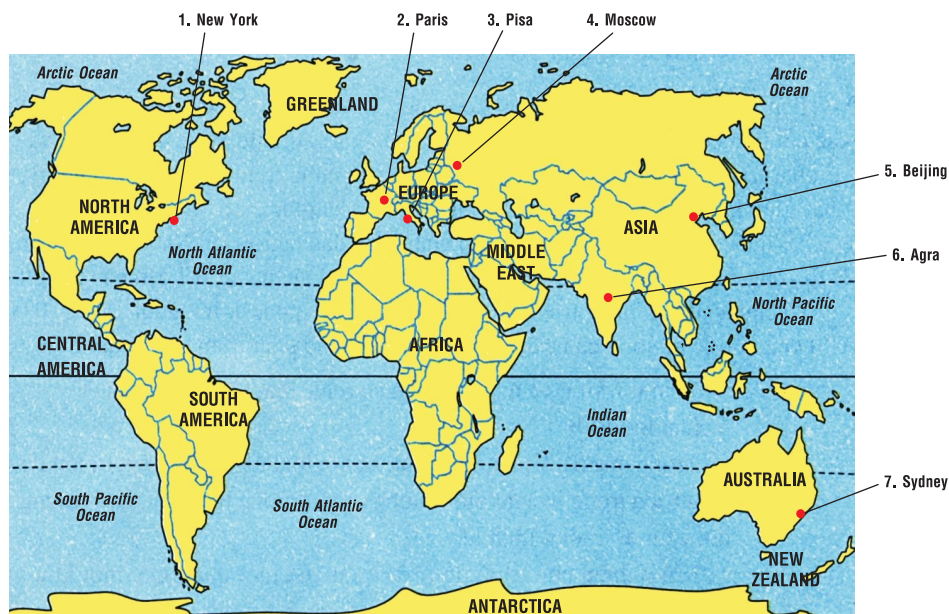 1. New York
2. Paris
3. Pisa
4. Moscow
Arctic Ocean
Arctic
Ocean
GREENLAND
5. Beijing
EUROPE
NORTH
AMERICA
ASIA
North Atlantic
Ocean
MIDDLE
EAST
6. Agra
North Pacific
Ocean
CENTRAL
AMERICA
AFRICA
SOUTH
AMERICA
Indian
Ocean
AUSTRALIA
7. Sydney
South Pacific
Ocean
South Atlantic
Ocean
NEW
ZEALAND
ANTARCTICA